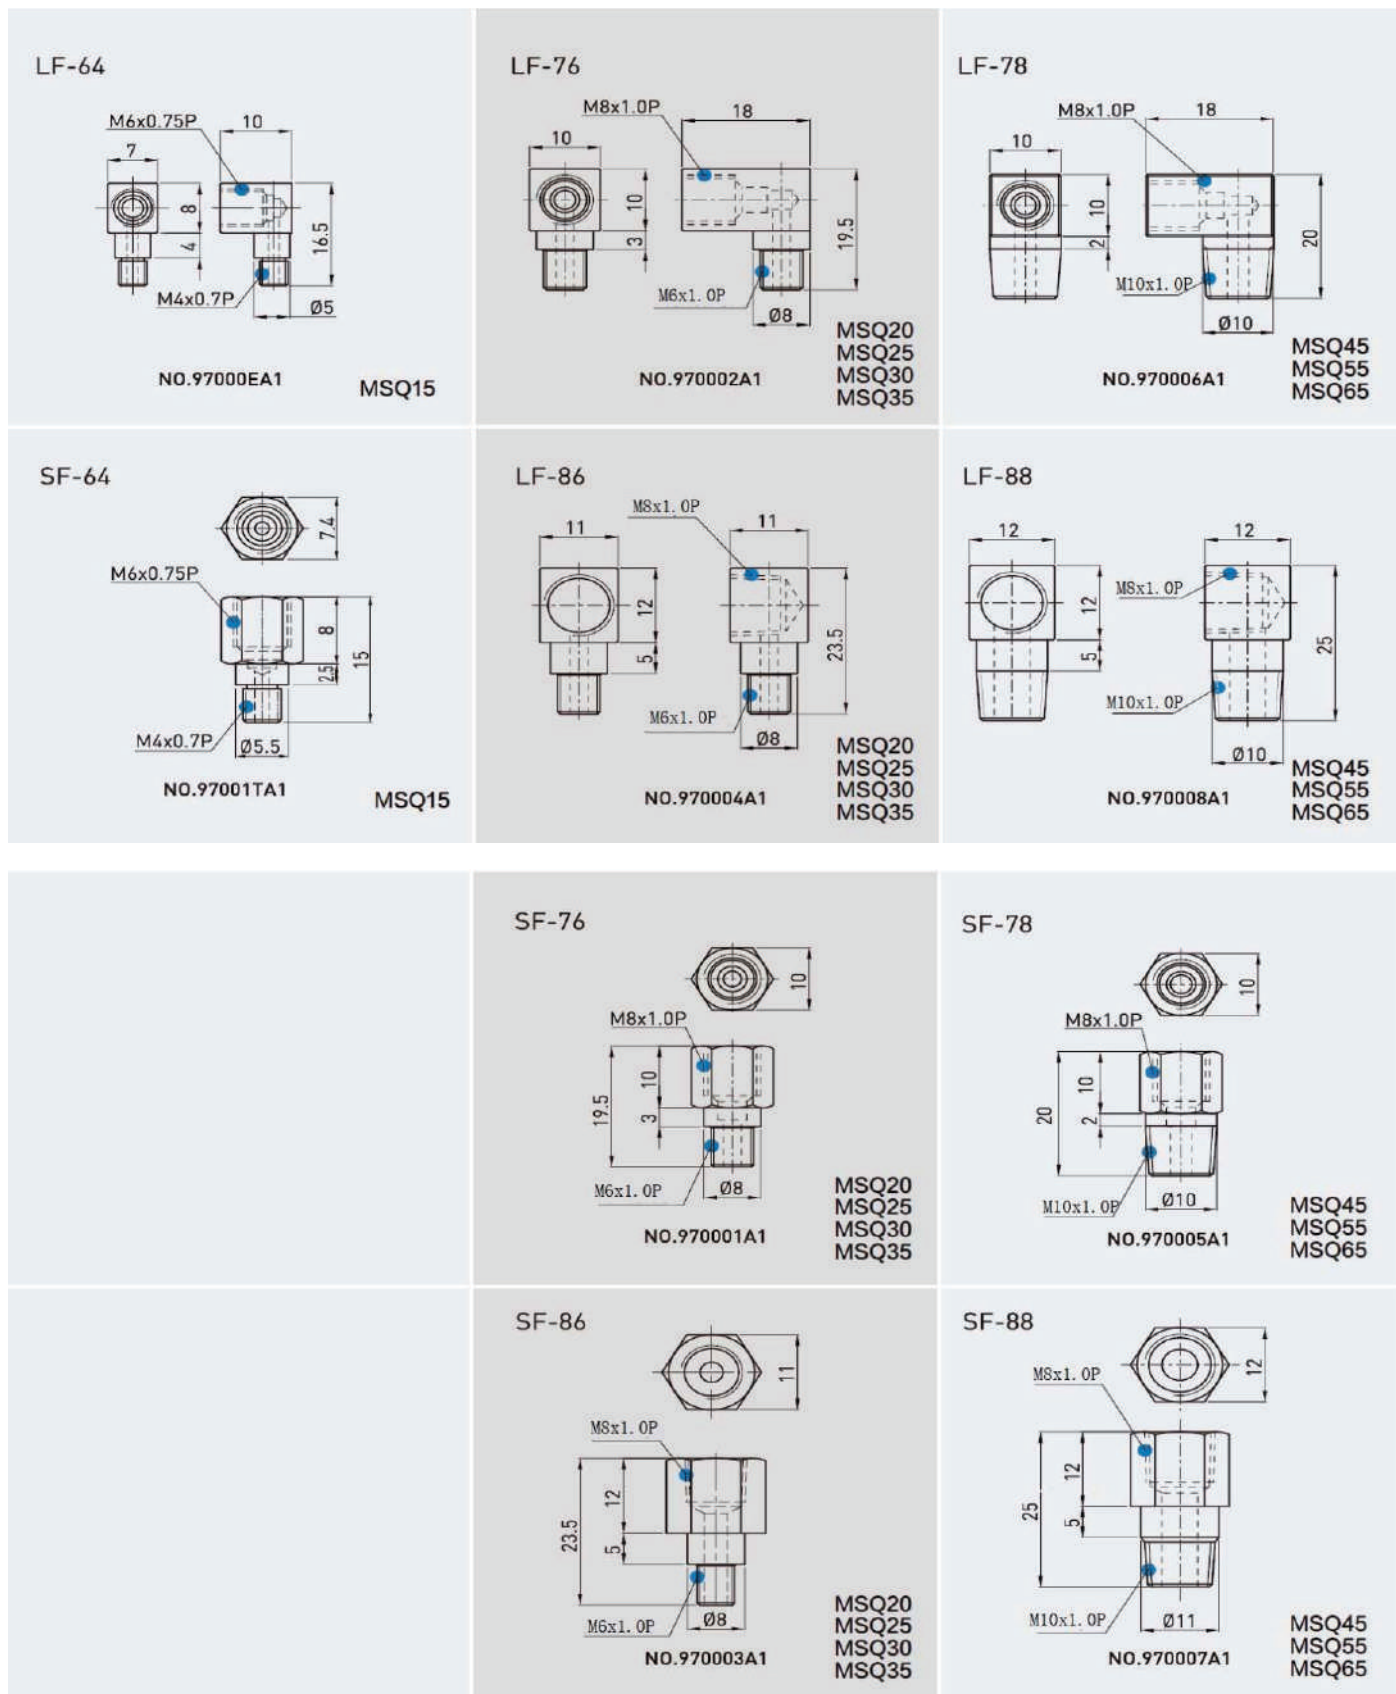 LF-64
M6x0.75P
10
7
8
4
16.5
M4x0.7P
Ø5
NO.97000EA1
MSQ15
LF-76
M8x1.0P
18
10
10
3
19.5
M6x1.0P
Ø8
MSQ20
MSQ25
MSQ30
MSQ35
NO.970002A1
LF-78
M8x1.0P
18
10
10
2
20
M10x1.0P
Ø10
MSQ45
MSQ55
MSQ65
NO.970006A1
SF-64
7.4
M6x0.75P
8
2.5
15
M4x0.7P
Ø5.5
NO.97001TA1
MSQ15
LF-86
M8x1.0P
11
11
12
5
23.5
M6x1.0P
Ø8
MSQ20
MSQ25
MSQ30
MSQ35
NO.970004A1
LF-88
12
12
M8x1.0P
12
5
25
M10x1.0P
Ø10
MSQ45
MSQ55
MSQ65
NO.970008A1
SF-76
10
M8x1.0P
10
3
19.5
M6x1.0P
Ø8
MSQ20
MSQ25
MSQ30
MSQ35
NO.970001A1
SF-78
10
M8x1.0P
10
2
20
M10x1.0P
Ø10
MSQ45
MSQ55
MSQ65
NO.970005A1
SF-86
11
M8x1.0P
12
5
23.5
M6x1.0P
Ø8
MSQ20
MSQ25
MSQ30
MSQ35
NO.970003A1
SF-88
12
M8x1.0P
12
5
25
M10x1.0P
Ø11
MSQ45
MSQ55
MSQ65
NO.970007A1